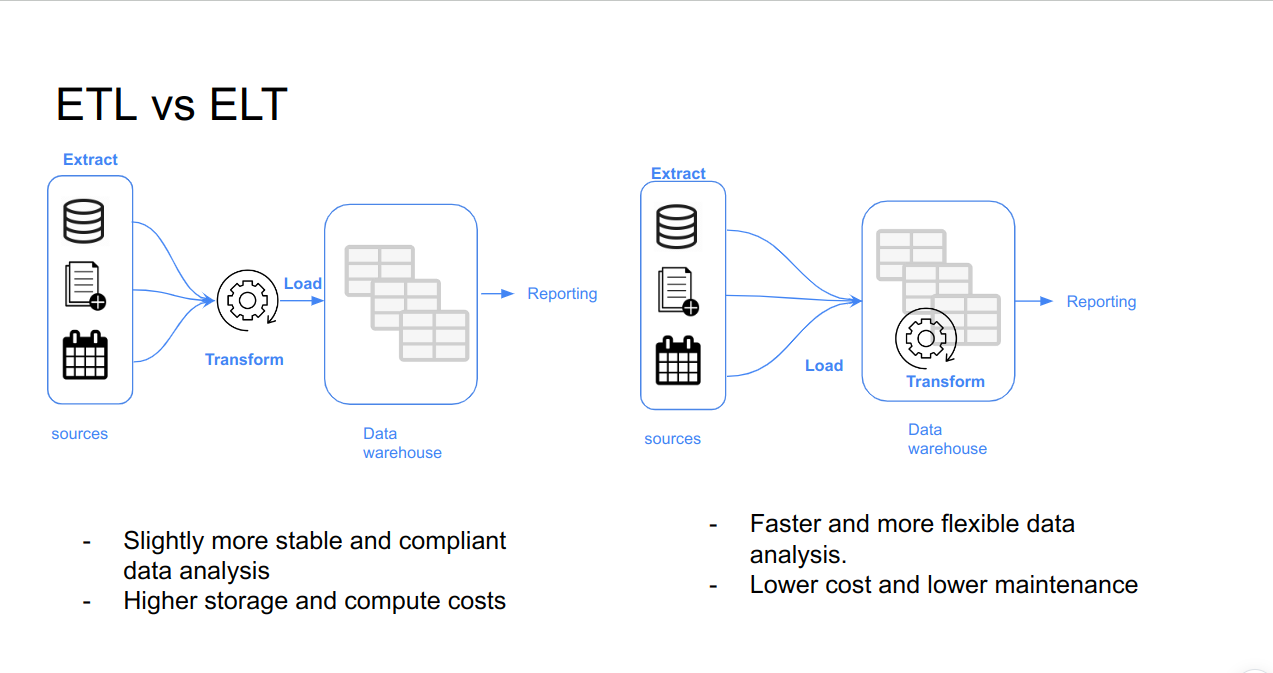 ETL vs ELT
Extract
Load
Transform
sources
Data
warehouse
Reporting
Extract
Load
Transform
sources
Data
warehouse
Reporting
- Slightly more stable and compliant
data analysis
- Higher storage and compute costs
- Faster and more flexible data
analysis.
- Lower cost and lower maintenance